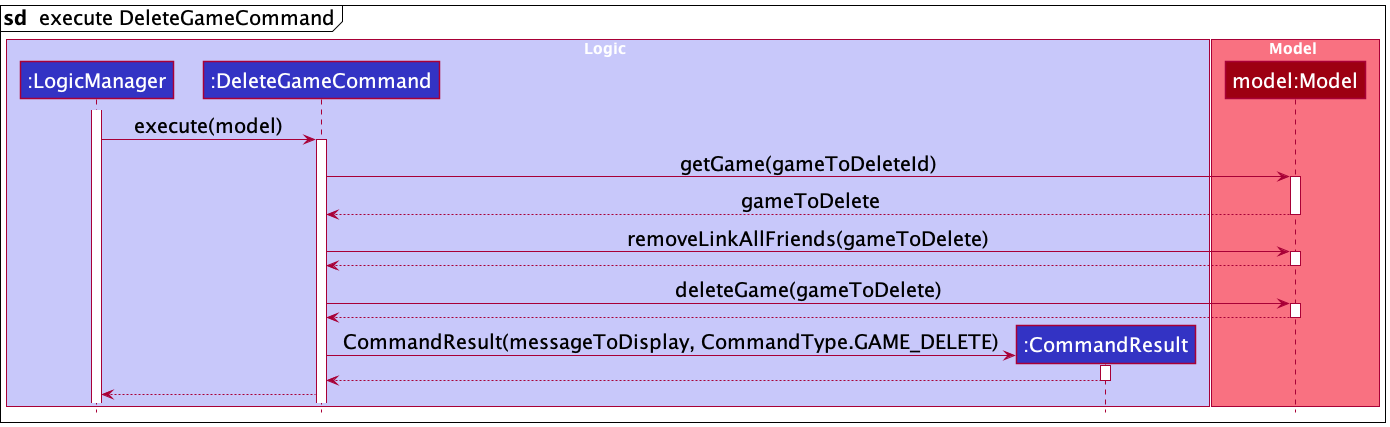 sd execute DeleteGameCommand
Logic
Model
:LogicManager
:DeleteGameCommand
model:Model
execute(model)
getGame(gameToDeleteId)
gameToDelete
removeLinkAllFriends(gameToDelete)
deleteGame(gameToDelete)
CommandResult(messageToDisplay, CommandType.GAME_DELETE)
:CommandResult